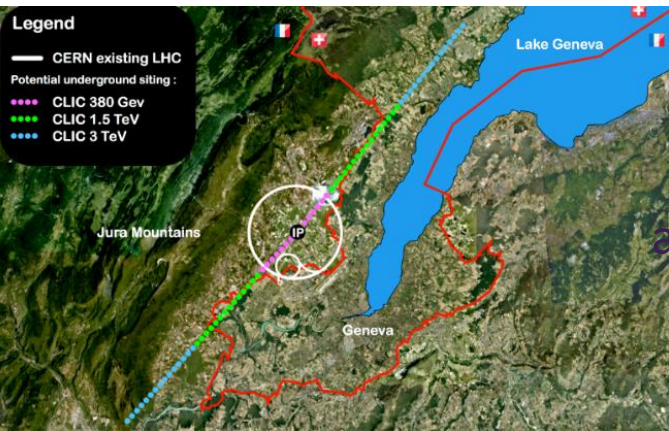 Legend
CERN existing LHC
Potential underground siting :
CLIC 380 Gev
CLIC 1.5 TeV
CLIC 3 TeV
Lake Geneva
Jura Mountains
IP
Geneva